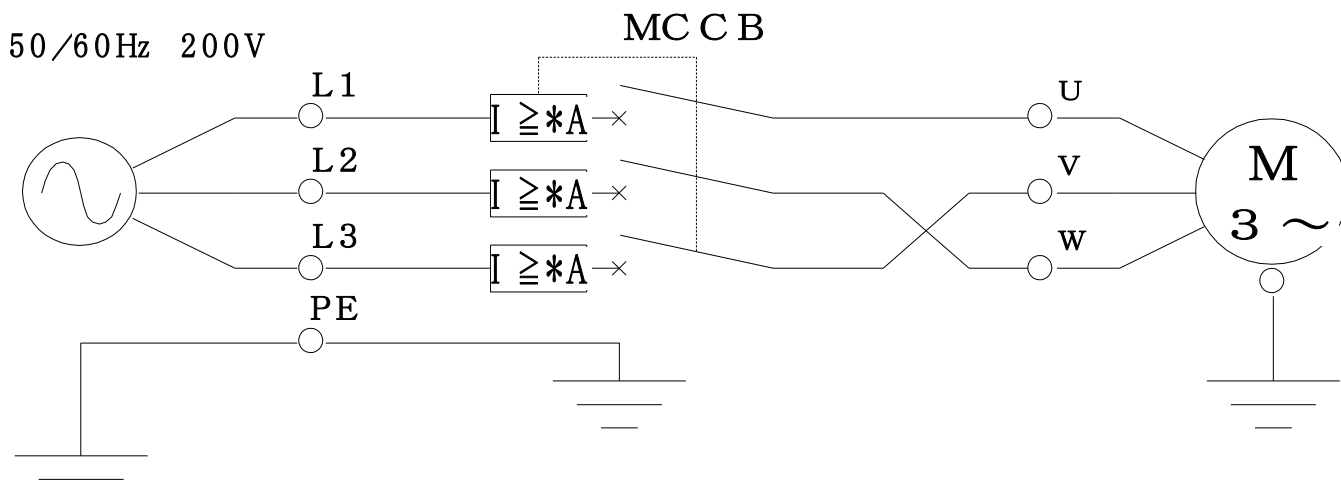 50/60Hz 200V
MCCB
L1
I ≧*A
U
L2
I ≧*A
V
L3
I ≧*A
W
M
3 ~
PE